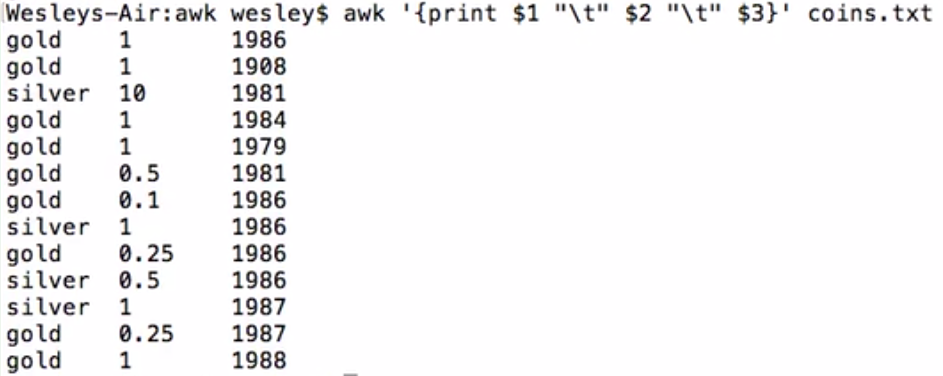 Wesleys-Air:awk wesley$ awk '{print $1 "\t" $2 "\t" $3}' coins.txt
gold 1 1986
gold 1 1908
silver 10 1981
gold 1 1984
gold 1 1979
gold 0.5 1981
gold 0.1 1986
silver 1 1986
gold 0.25 1986
silver 0.5 1986
silver 1 1987
gold 0.25 1987
gold 1 1988